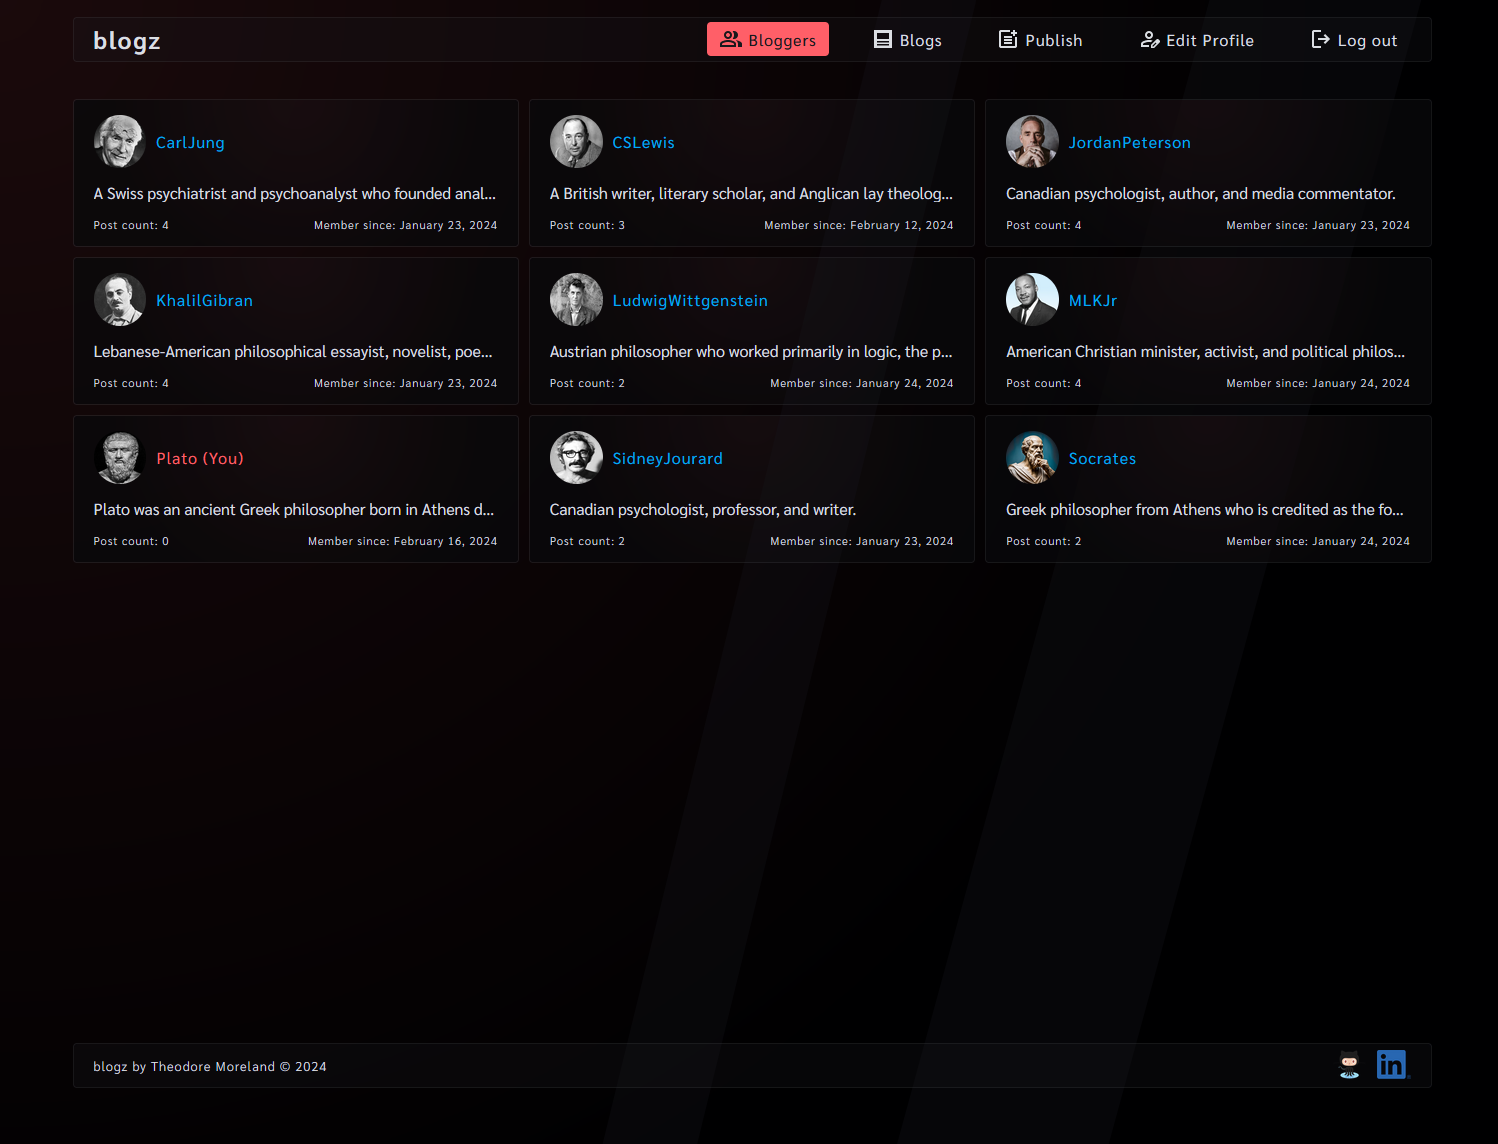 blogz
Bloggers
Blogs
Publish
Edit Profile
Log out
CarlJung
A Swiss psychiatrist and psychoanalyst who founded anal...
Post count: 4
Member since: January 23, 2024
CSLewis
A British writer, literary scholar, and Anglican lay theolog...
Post count: 3
Member since: February 12, 2024
JordanPeterson
Canadian psychologist, author, and media commentator.
Post count: 4
Member since: January 23, 2024
KhalilGibran
Lebanese-American philosophical essayist, novelist, poe...
Post count: 4
Member since: January 23, 2024
LudwigWittgenstein
Austrian philosopher who worked primarily in logic, the p...
Post count: 2
Member since: January 24, 2024
MLKJr
American Christian minister, activist, and political philos...
Post count: 4
Member since: January 24, 2024
Plato (You)
Plato was an ancient Greek philosopher born in Athens d...
Post count: 0
Member since: February 16, 2024
SidneyJourard
Canadian psychologist, professor, and writer.
Post count: 2
Member since: January 23, 2024
Socrates
Greek philosopher from Athens who is credited as the fo...
Post count: 2
Member since: January 24, 2024
blogz by Theodore Moreland © 2024
in